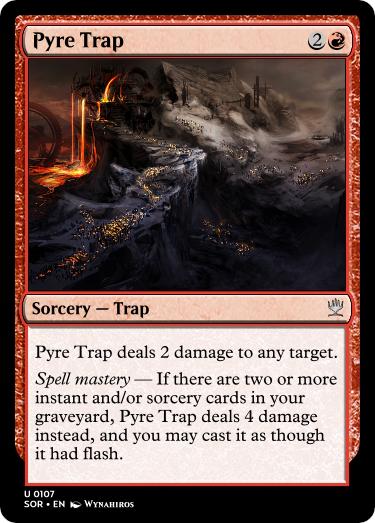 Pyre Trap
2
Sorcery — Trap
Pyre Trap deals 2 damage to any target.
Spell mastery — If there are two or more
instant and/or sorcery cards in your
graveyard, Pyre Trap deals 4 damage
instead, and you may cast it as though
it had flash.
U 0107
SOR • EN Wynahiros